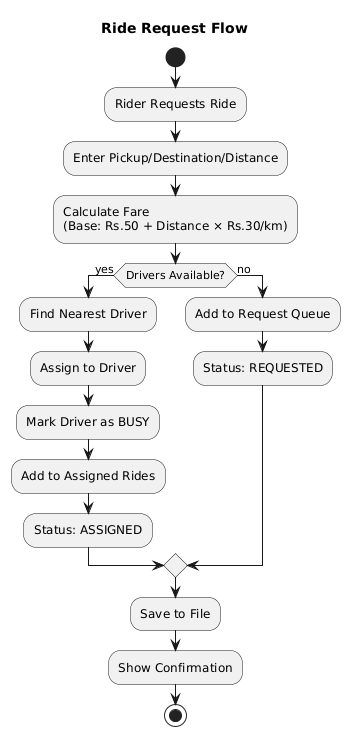 Ride Request Flow
Rider Requests Ride
Enter Pickup/Destination/Distance
Calculate Fare
(Base: Rs.50 + Distance × Rs.30/km)
Drivers Available?
yes
no
Find Nearest Driver
Assign to Driver
Mark Driver as BUSY
Add to Assigned Rides
Status: ASSIGNED
Add to Request Queue
Status: REQUESTED
Save to File
Show Confirmation